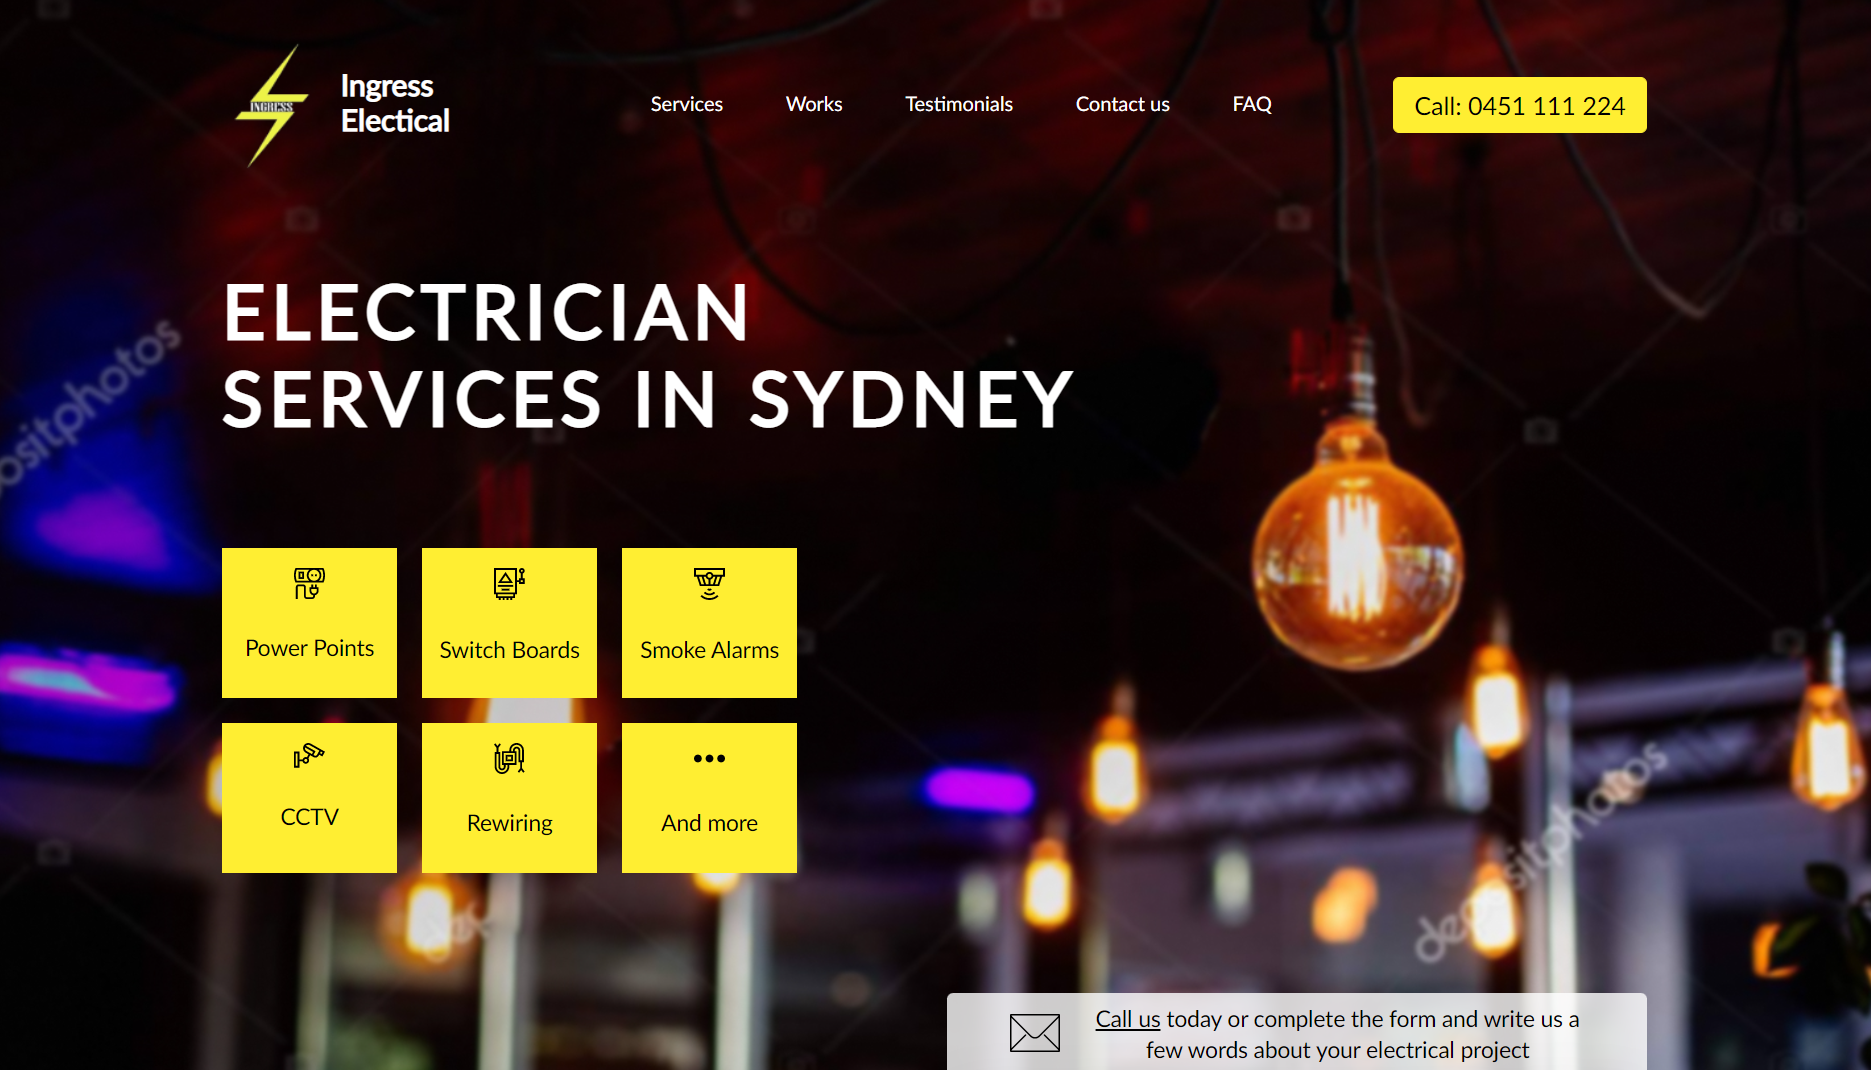 INGRESS
Ingress
Electical
Services
Works
Testimonials
Contact us
FAQ
Call: 0451 111 224
ELECTRICIAN
SERVICES IN SYDNEY
ositphotos
Power Points
Switch Boards
Smoke Alarms
CCTV
Rewiring
And more
depositphotos
Call us today or complete the form and write us a
few words about your electrical project